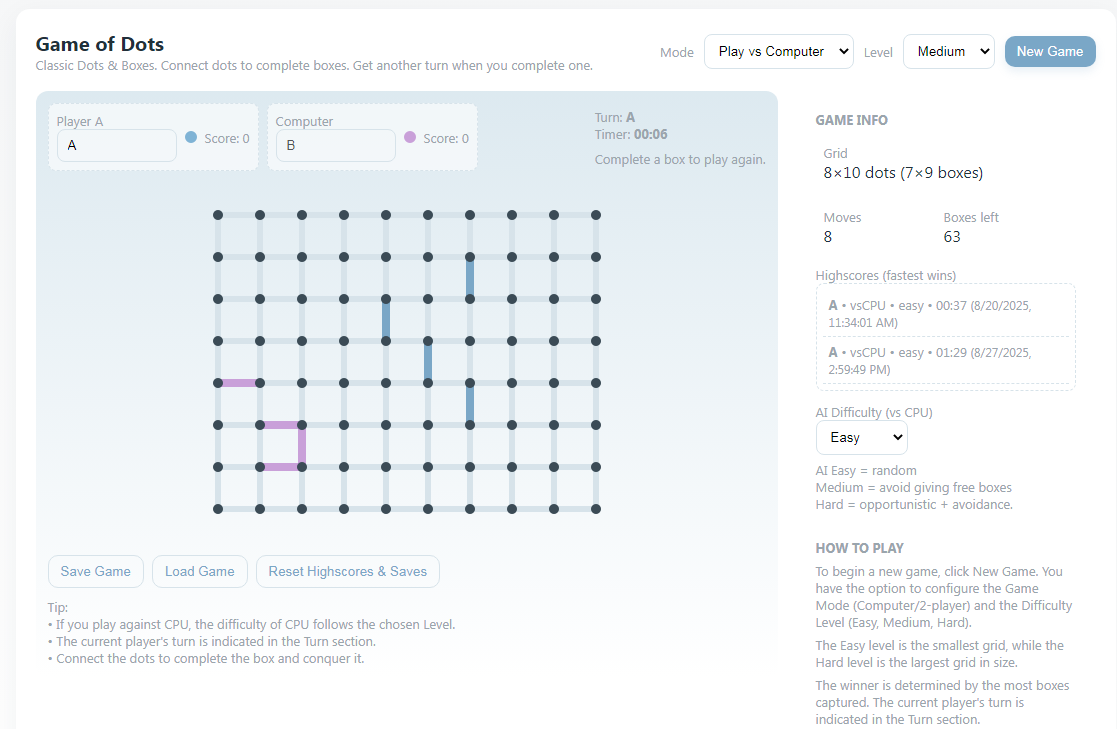 Game of Dots
Classic Dots & Boxes. Connect dots to complete boxes. Get another turn when you complete one.
Mode
Play vs Computer
Level
Medium
New Game
Player A
A
Score: 0
Computer
B
Score: 0
Turn: A
Timer: 00:06
Complete a box to play again.
Save Game
Load Game
Reset Highscores & Saves
Tip:
• If you play against CPU, the difficulty of CPU follows the chosen Level.
• The current player's turn is indicated in the Turn section.
• Connect the dots to complete the box and conquer it.
GAME INFO
Grid
8×10 dots (7×9 boxes)
Moves
8
Boxes left
63
Highscores (fastest wins)
A • vsCPU • easy • 00:37 (8/20/2025,
11:34:01 AM)
A • vsCPU • easy • 01:29 (8/27/2025,
2:59:49 PM)
AI Difficulty (vs CPU)
Easy
AI Easy = random
Medium = avoid giving free boxes
Hard = opportunistic + avoidance.
HOW TO PLAY
To begin a new game, click New Game. You
have the option to configure the Game
Mode (Computer/2-player) and the Difficulty
Level (Easy, Medium, Hard).
The Easy level is the smallest grid, while the
Hard level is the largest grid in size.
The winner is determined by the most boxes
captured. The current player's turn is
indicated in the Turn section.